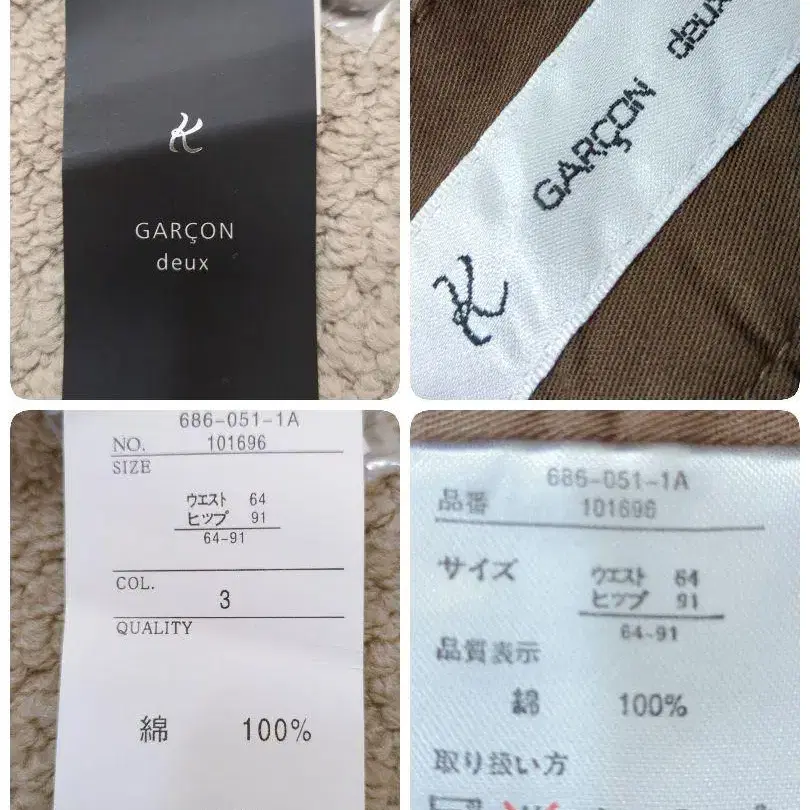 K
GARÇON
deux
K GARÇON deux
686-051-1A
NO. 101696
SIZE
ウエスト 64
ヒップ 91
64-91
COL.
3
QUALITY
綿 100%
686-051-1A
品番 101696
サイズ
ウエスト 64
ヒップ 91
64-91
品質表示
綿 100%
取り扱い方